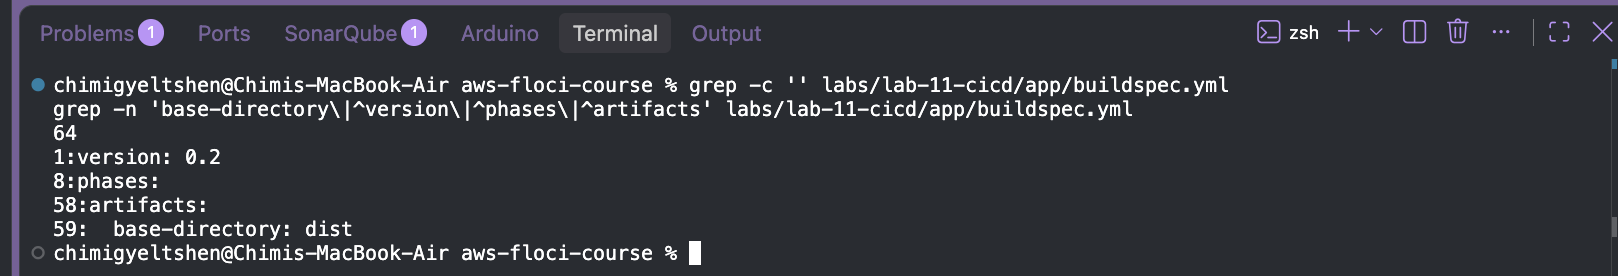 Problems 1 Ports SonarQube 1 Arduino Terminal Output zsh
chimigyeltshen@Chimis-MacBook-Air aws-floci-course % grep -c '' labs/lab-11-cicd/app/buildspec.yml
grep -n 'base-directory\|^version\|^phases\|^artifacts' labs/lab-11-cicd/app/buildspec.yml
64
1:version: 0.2
8:phases:
58:artifacts:
59:  base-directory: dist
chimigyeltshen@Chimis-MacBook-Air aws-floci-course %